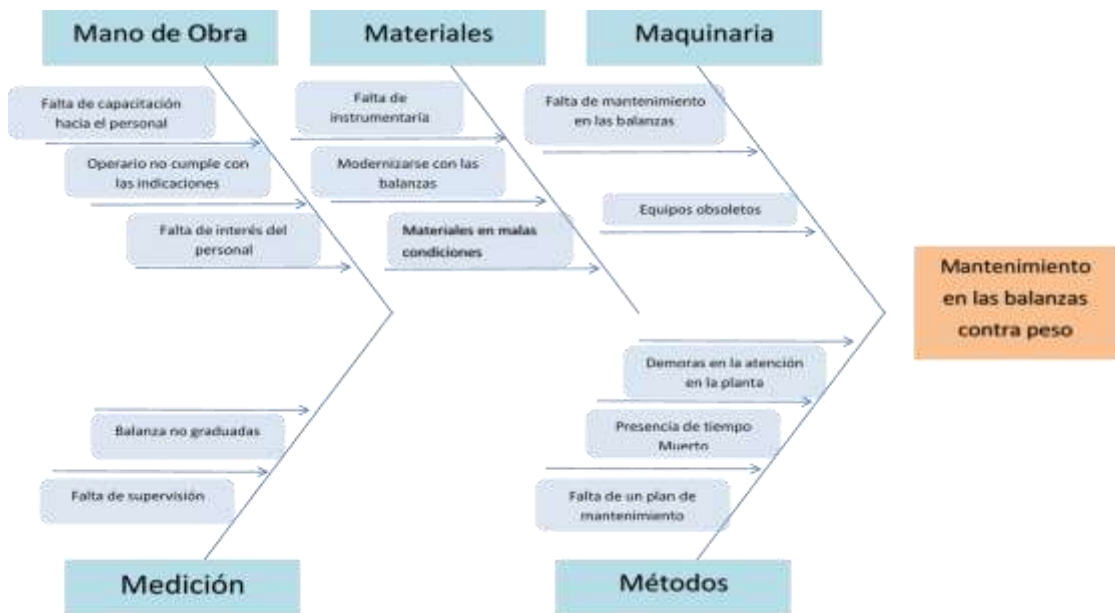 Mano de Obra
Materiales
Maquinaria
Falta de capacitación
hacia el personal
Operario no cumple con
las indicaciones
Falta de interés del
personal
Falta de
instrumentaría
Modernizarse con las
balanzas
Materiales en malas
condiciones
Falta de mantenimiento
en las balanzas
Equipos obsoletos
Mantenimiento
en las balanzas
contra peso
Balanza no graduadas
Falta de supervisión
Demoras en la atención
en la planta
Presencia de tiempo
Muerto
Falta de un plan de
mantenimiento
Medición
Métodos